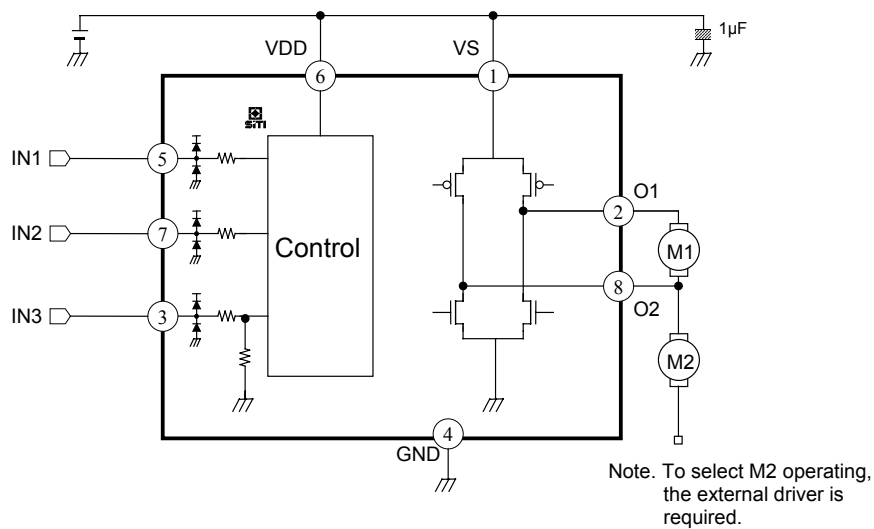 1µF
VDD
VS
6
1
SiTI
IN1
5
O1
2
IN2
7
Control
M1
8
IN3
3
O2
M2
4
GND
Note. To select M2 operating,
the external driver is
required.